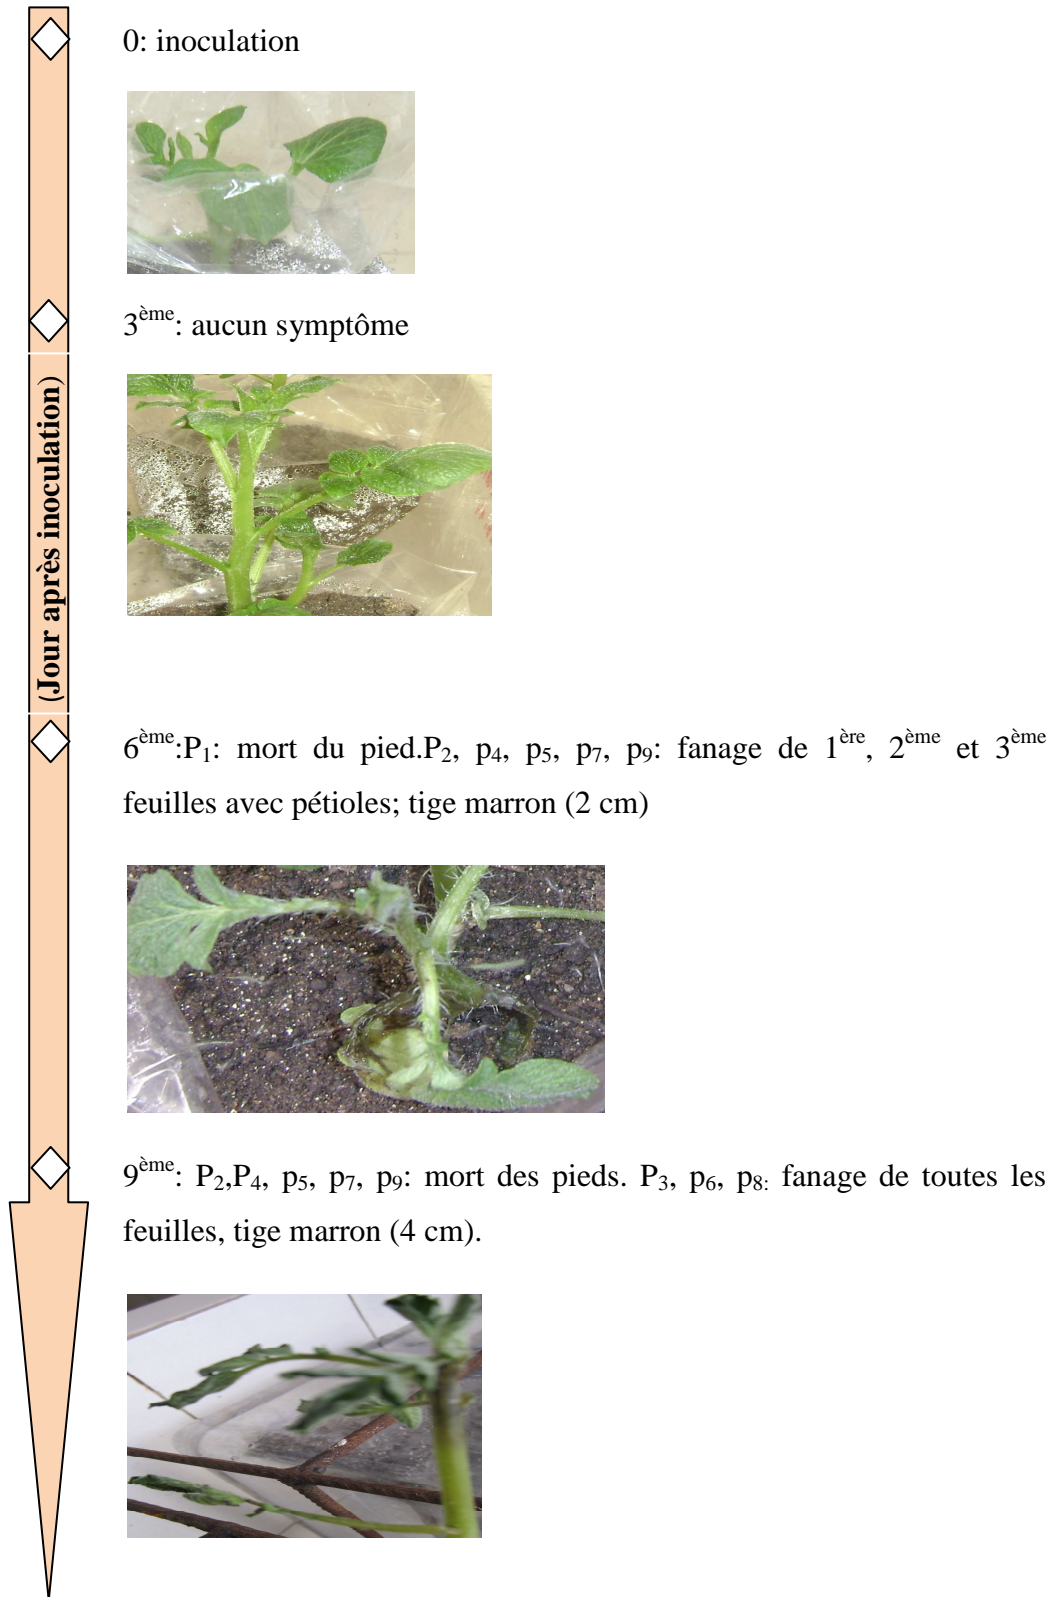 0: inoculation
3ème: aucun symptôme
(Jour après inoculation)
6ème:P1: mort du pied.P2, p4, p5, p7, p9: fanage de 1ère, 2ème et 3ème
feuilles avec pétioles; tige marron (2 cm)
9ème: P2,P4, p5, p7, p9: mort des pieds. P3, p6, p8: fanage de toutes les
feuilles, tige marron (4 cm).